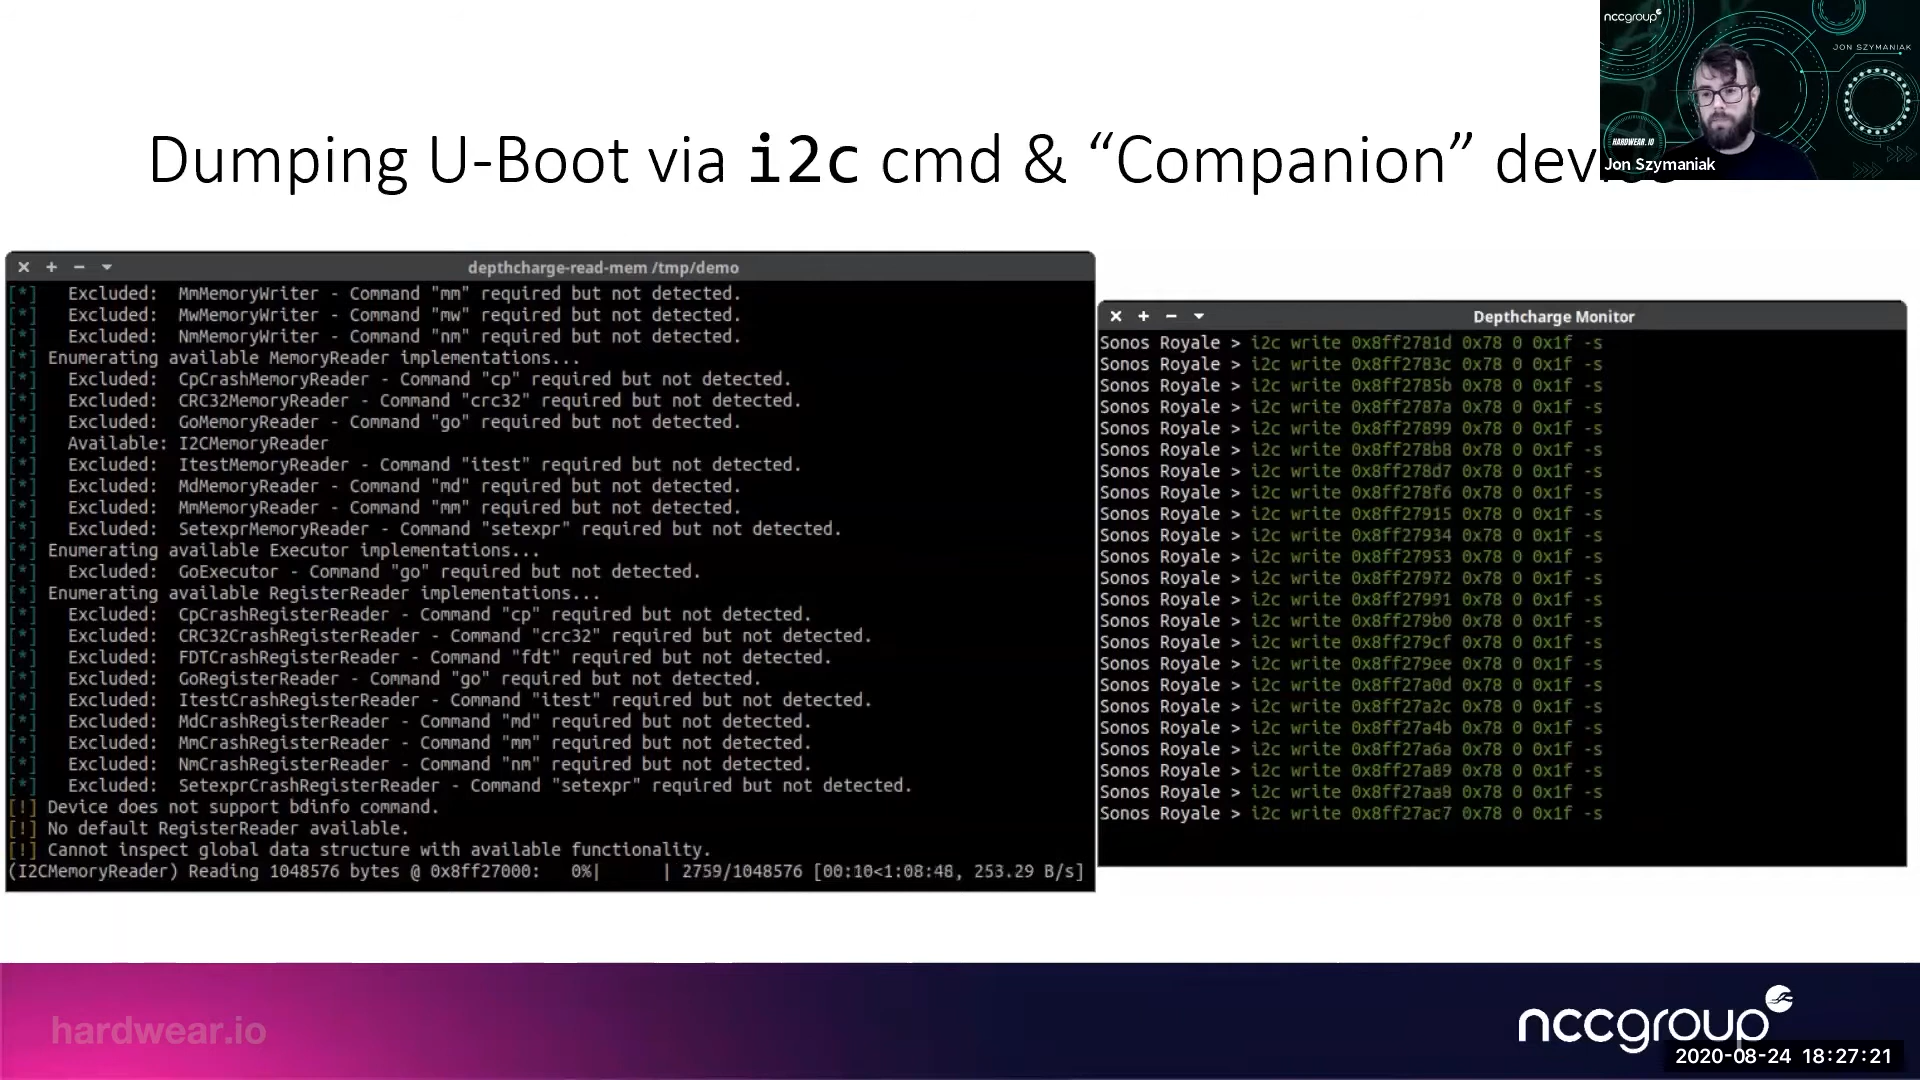 nccgroup
JON SZYMANIAK
HARDWEAR.IO
Jon Szymaniak
Dumping U-Boot via i2c cmd & “Companion”
depthcharge-read-mem /tmp/demo
[*] Excluded: MmMemoryWriter - Command "mm" required but not detected.
[*] Excluded: MwMemoryWriter - Command "mw" required but not detected.
[*] Excluded: NmMemoryWriter - Command "nm" required but not detected.
[*] Enumerating available MemoryReader implementations...
[*] Excluded: CpCrashMemoryReader - Command "cp" required but not detected.
[*] Excluded: CRC32MemoryReader - Command "crc32" required but not detected.
[*] Excluded: GoMemoryReader - Command "go" required but not detected.
[*] Available: I2CMemoryReader
[*] Excluded: ItestMemoryReader - Command "itest" required but not detected.
[*] Excluded: MdMemoryReader - Command "md" required but not detected.
[*] Excluded: MmMemoryReader - Command "mm" required but not detected.
[*] Excluded: SetexprMemoryReader - Command "setexpr" required but not detected.
[*] Enumerating available Executor implementations...
[*] Excluded: GoExecutor - Command "go" required but not detected.
[*] Enumerating available RegisterReader implementations...
[*] Excluded: CpCrashRegisterReader - Command "cp" required but not detected.
[*] Excluded: CRC32CrashRegisterReader - Command "crc32" required but not detected.
[*] Excluded: FDTCrashRegisterReader - Command "fdt" required but not detected.
[*] Excluded: GoRegisterReader - Command "go" required but not detected.
[*] Excluded: ItestCrashRegisterReader - Command "itest" required but not detected.
[*] Excluded: MdCrashRegisterReader - Command "md" required but not detected.
[*] Excluded: MmCrashRegisterReader - Command "mm" required but not detected.
[*] Excluded: NmCrashRegisterReader - Command "nm" required but not detected.
[*] Excluded: SetexprCrashRegisterReader - Command "setexpr" required but not detected.
[!] Device does not support bdinfo command.
[!] No default RegisterReader available.
[!] Cannot inspect global data structure with available functionality.
(I2CMemoryReader) Reading 1048576 bytes @ 0x8ff27000: 0%| | 2759/1048576 [00:10<1:08:48, 253.29 B/s]
Depthcharge Monitor
Sonos Royale > i2c write 0x8ff2781d 0x78 0 0x1f -s
Sonos Royale > i2c write 0x8ff2783c 0x78 0 0x1f -s
Sonos Royale > i2c write 0x8ff2785b 0x78 0 0x1f -s
Sonos Royale > i2c write 0x8ff2787a 0x78 0 0x1f -s
Sonos Royale > i2c write 0x8ff27899 0x78 0 0x1f -s
Sonos Royale > i2c write 0x8ff278b8 0x78 0 0x1f -s
Sonos Royale > i2c write 0x8ff278d7 0x78 0 0x1f -s
Sonos Royale > i2c write 0x8ff278f6 0x78 0 0x1f -s
Sonos Royale > i2c write 0x8ff27915 0x78 0 0x1f -s
Sonos Royale > i2c write 0x8ff27934 0x78 0 0x1f -s
Sonos Royale > i2c write 0x8ff27953 0x78 0 0x1f -s
Sonos Royale > i2c write 0x8ff27972 0x78 0 0x1f -s
Sonos Royale > i2c write 0x8ff27991 0x78 0 0x1f -s
Sonos Royale > i2c write 0x8ff279b0 0x78 0 0x1f -s
Sonos Royale > i2c write 0x8ff279cf 0x78 0 0x1f -s
Sonos Royale > i2c write 0x8ff279ee 0x78 0 0x1f -s
Sonos Royale > i2c write 0x8ff27a0d 0x78 0 0x1f -s
Sonos Royale > i2c write 0x8ff27a2c 0x78 0 0x1f -s
Sonos Royale > i2c write 0x8ff27a4b 0x78 0 0x1f -s
Sonos Royale > i2c write 0x8ff27a6a 0x78 0 0x1f -s
Sonos Royale > i2c write 0x8ff27a89 0x78 0 0x1f -s
Sonos Royale > i2c write 0x8ff27aa8 0x78 0 0x1f -s
Sonos Royale > i2c write 0x8ff27ac7 0x78 0 0x1f -s
hardwear.io
nccgroup
2020-08-24 18:27:21